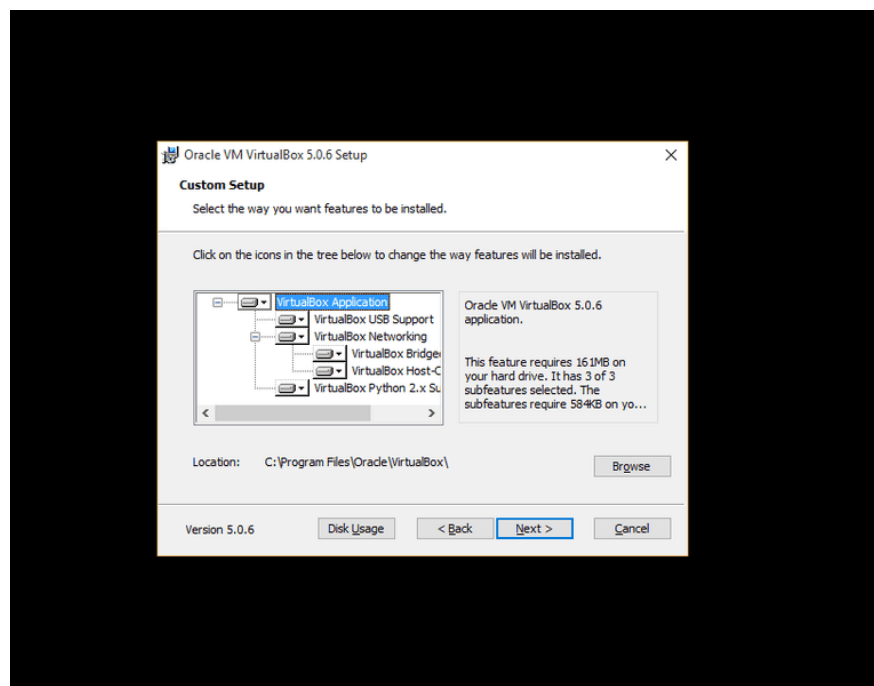 Oracle VM VirtualBox 5.0.6 Setup
Custom Setup
Select the way you want features to be installed.
Click on the icons in the tree below to change the way features will be installed.
VirtualBox Application
VirtualBox USB Support
VirtualBox Networking
VirtualBox Bridge
VirtualBox Host-C
VirtualBox Python 2.x Su
Oracle VM VirtualBox 5.0.6
application.
This feature requires 161MB on
your hard drive. It has 3 of 3
subfeatures selected. The
subfeatures require 584KB on yo...
Location: C:\Program Files\Oracle\VirtualBox\
Browse
Version 5.0.6
Disk Usage
< Back
Next >
Cancel